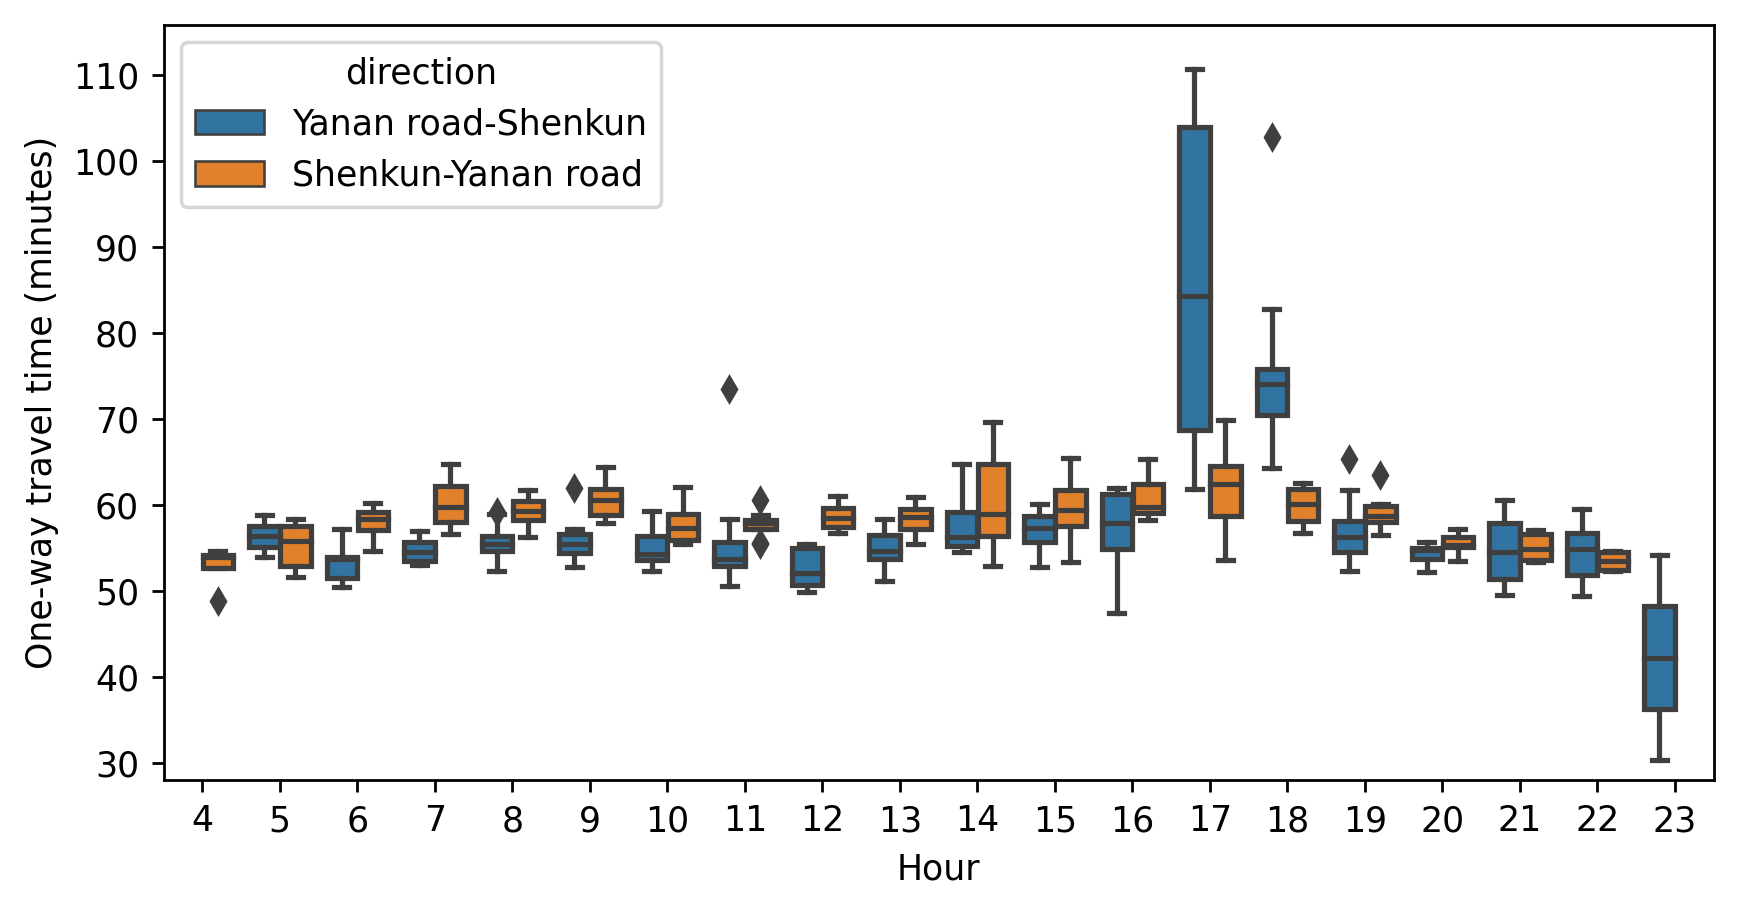 direction
Yanan road-Shenkun
Shenkun-Yanan road
One-way travel time (minutes)
110
100
90
80
70
60
50
40
30
4 5 6 7 8 9 10 11 12 13 14 15 16 17 18 19 20 21 22 23
Hour